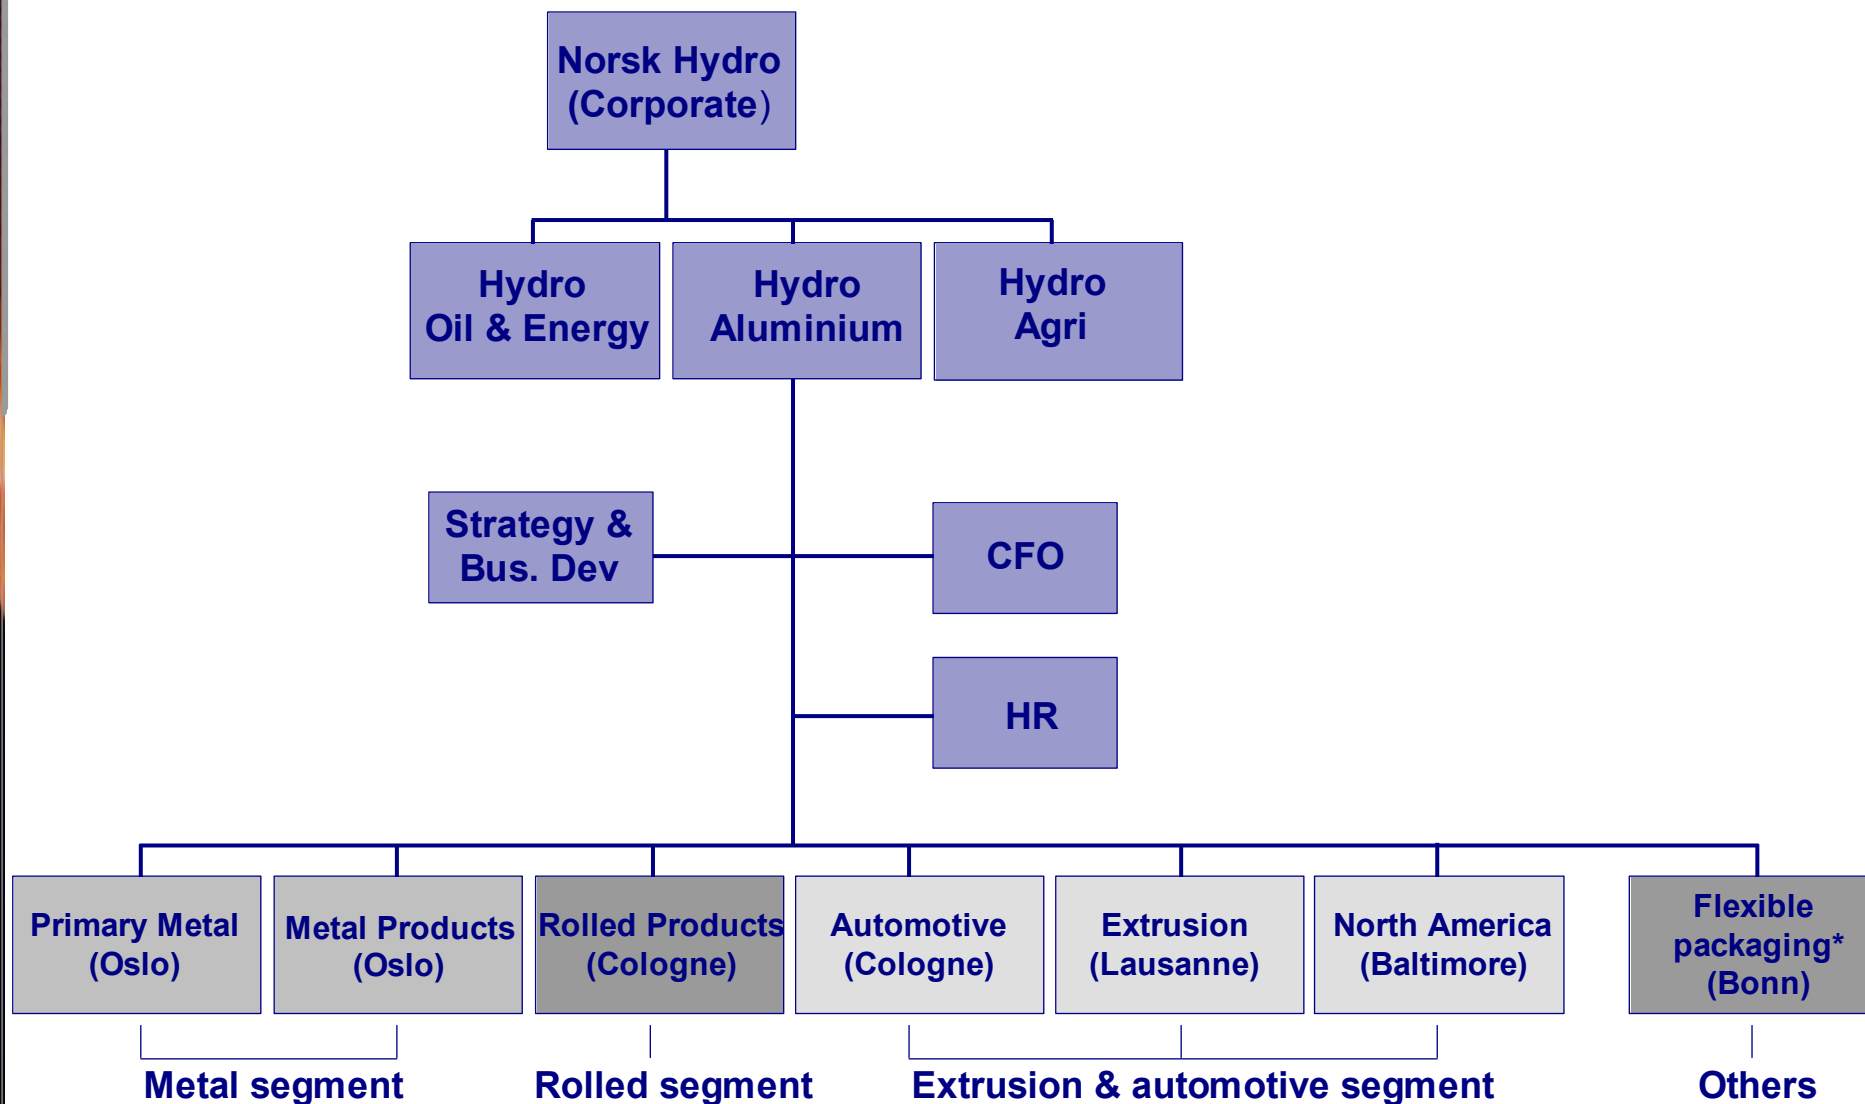 Norsk Hydro
(Corporate)
Hydro
Oil & Energy
Hydro
Aluminium
Hydro
Agri
Strategy &
Bus. Dev
CFO
HR
Primary Metal
(Oslo)
Metal Products
(Oslo)
Rolled Products
(Cologne)
Automotive
(Cologne)
Extrusion
(Lausanne)
North America
(Baltimore)
Flexible
packaging*
(Bonn)
Metal segment
Rolled segment
Extrusion & automotive segment
Others